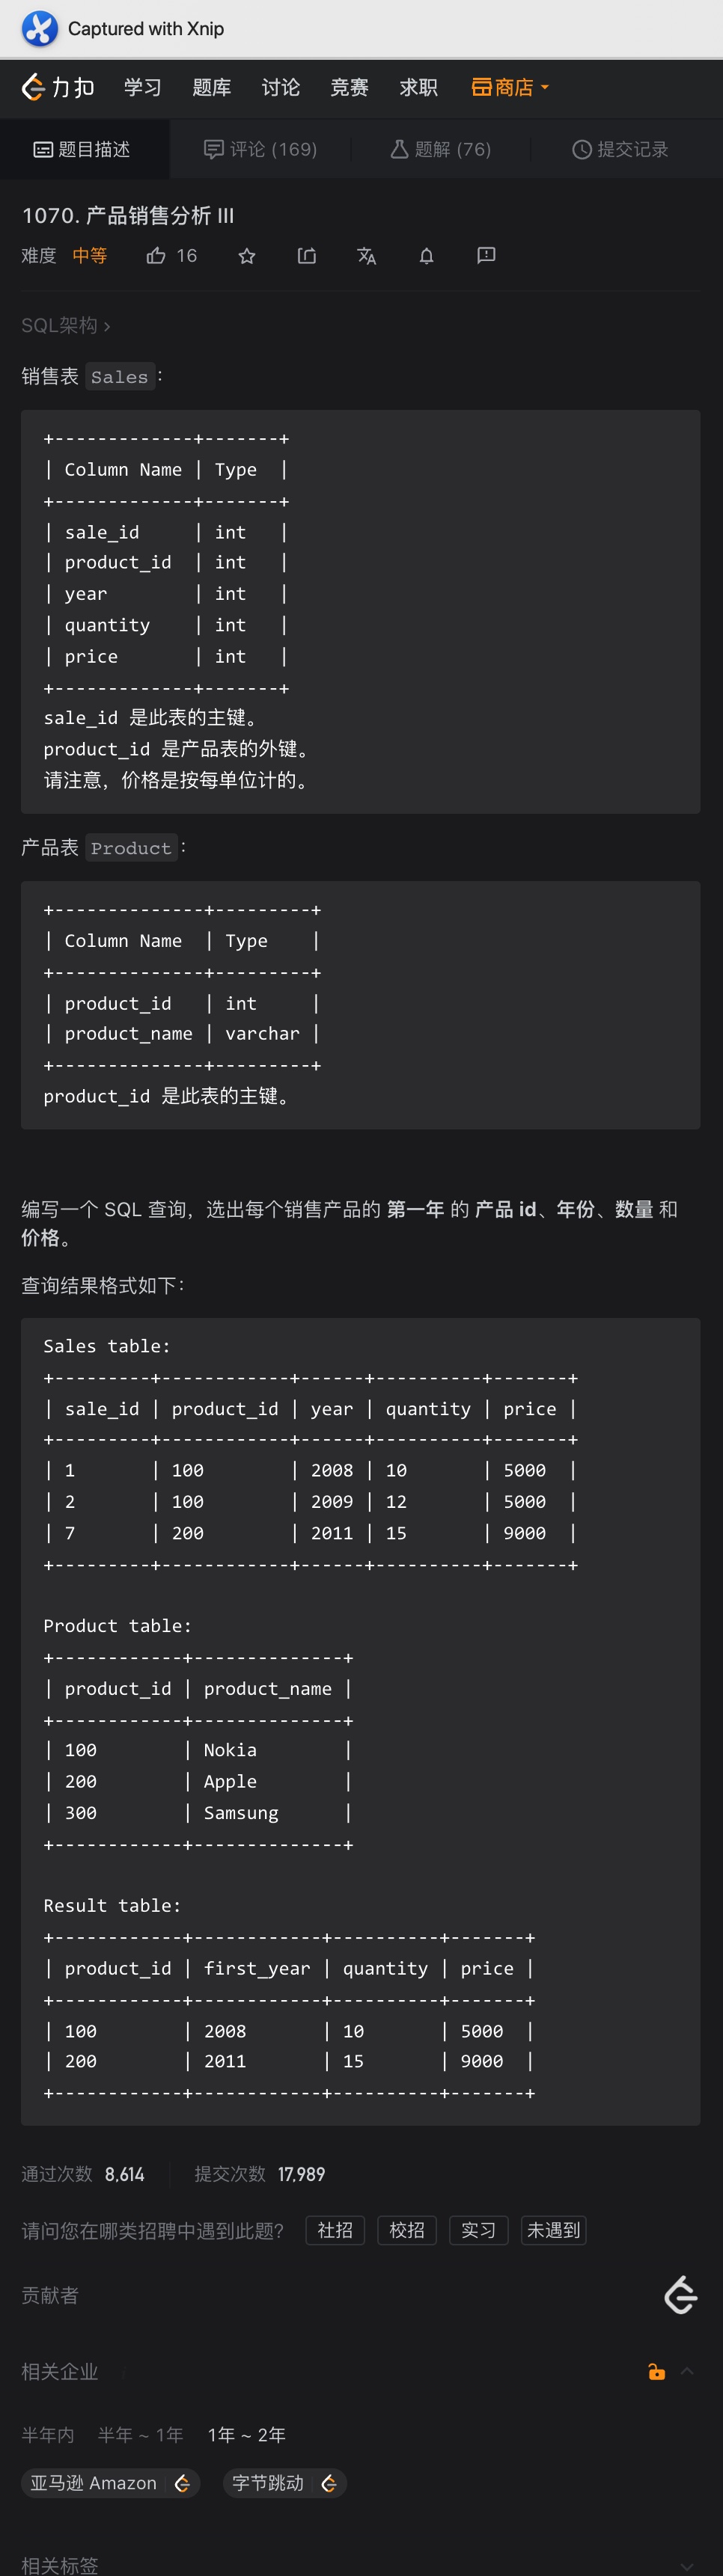 Captured with Xnip
力扣 学习 题库 讨论 竞赛 求职 商店
题目描述 评论 (169) 题解 (76) 提交记录
1070. 产品销售分析 III
难度 中等 16
SQL架构 >
销售表 Sales：
+-------------+-------+
| Column Name | Type  |
+-------------+-------+
| sale_id     | int   |
| product_id  | int   |
| year        | int   |
| quantity    | int   |
| price       | int   |
+-------------+-------+
sale_id 是此表的主键。
product_id 是产品表的外键。
请注意，价格是按每单位计的。
产品表 Product：
+--------------+---------+
| Column Name  | Type    |
+--------------+---------+
| product_id   | int     |
| product_name | varchar |
+--------------+---------+
product_id 是此表的主键。
编写一个 SQL 查询，选出每个销售产品的 第一年 的 产品 id、年份、数量 和
价格。
查询结果格式如下：
Sales table:
+---------+------------+------+----------+-------+
| sale_id | product_id | year | quantity | price |
+---------+------------+------+----------+-------+
| 1       | 100        | 2008 | 10       | 5000  |
| 2       | 100        | 2009 | 12       | 5000  |
| 7       | 200        | 2011 | 15       | 9000  |
+---------+------------+------+----------+-------+
Product table:
+------------+--------------+
| product_id | product_name |
+------------+--------------+
| 100        | Nokia        |
| 200        | Apple        |
| 300        | Samsung      |
+------------+--------------+
Result table:
+------------+------------+----------+-------+
| product_id | first_year | quantity | price |
+------------+------------+----------+-------+
| 100        | 2008       | 10       | 5000  |
| 200        | 2011       | 15       | 9000  |
+------------+------------+----------+-------+
通过次数 8,614 提交次数 17,989
请问您在哪类招聘中遇到此题? 社招 校招 实习 未遇到
贡献者
相关企业
半年内 半年 ~ 1年 1年 ~ 2年
亚马逊 Amazon 字节跳动
相关标签